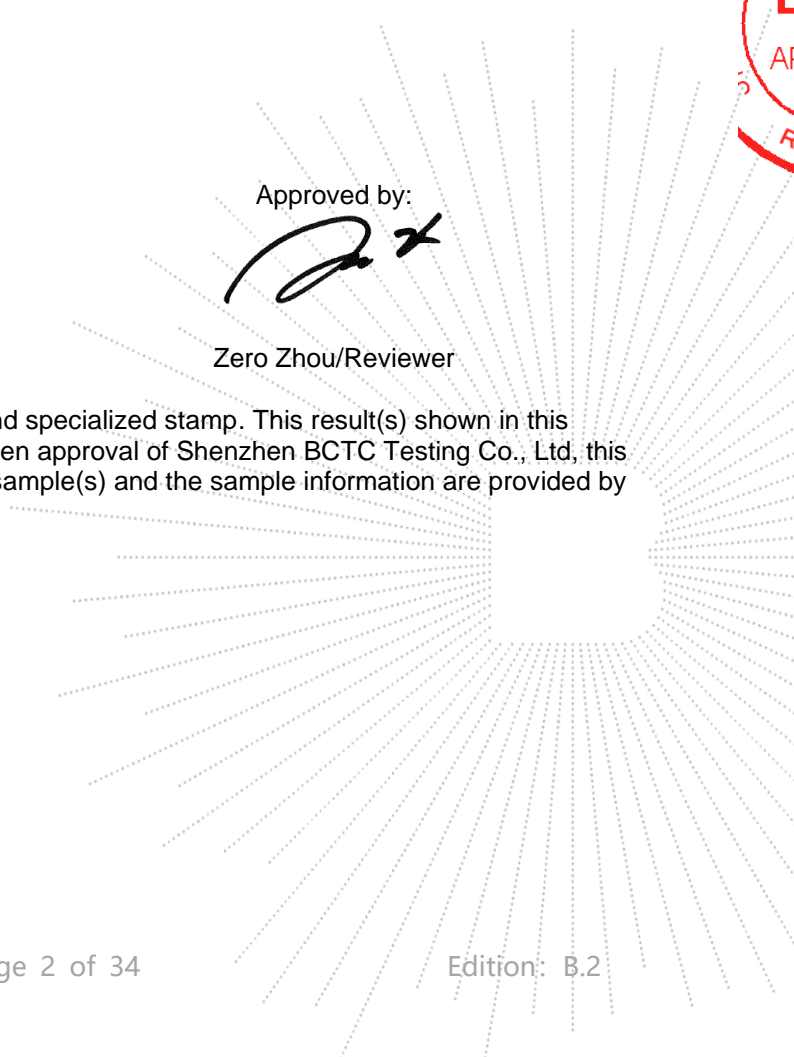 Approved by:
Zero Zhou/Reviewer
nd specialized stamp. This result(s) shown in this
en approval of Shenzhen BCTC Testing Co., Ltd, this
sample(s) and the sample information are provided by
ge 2 of 34 Edition: B.2